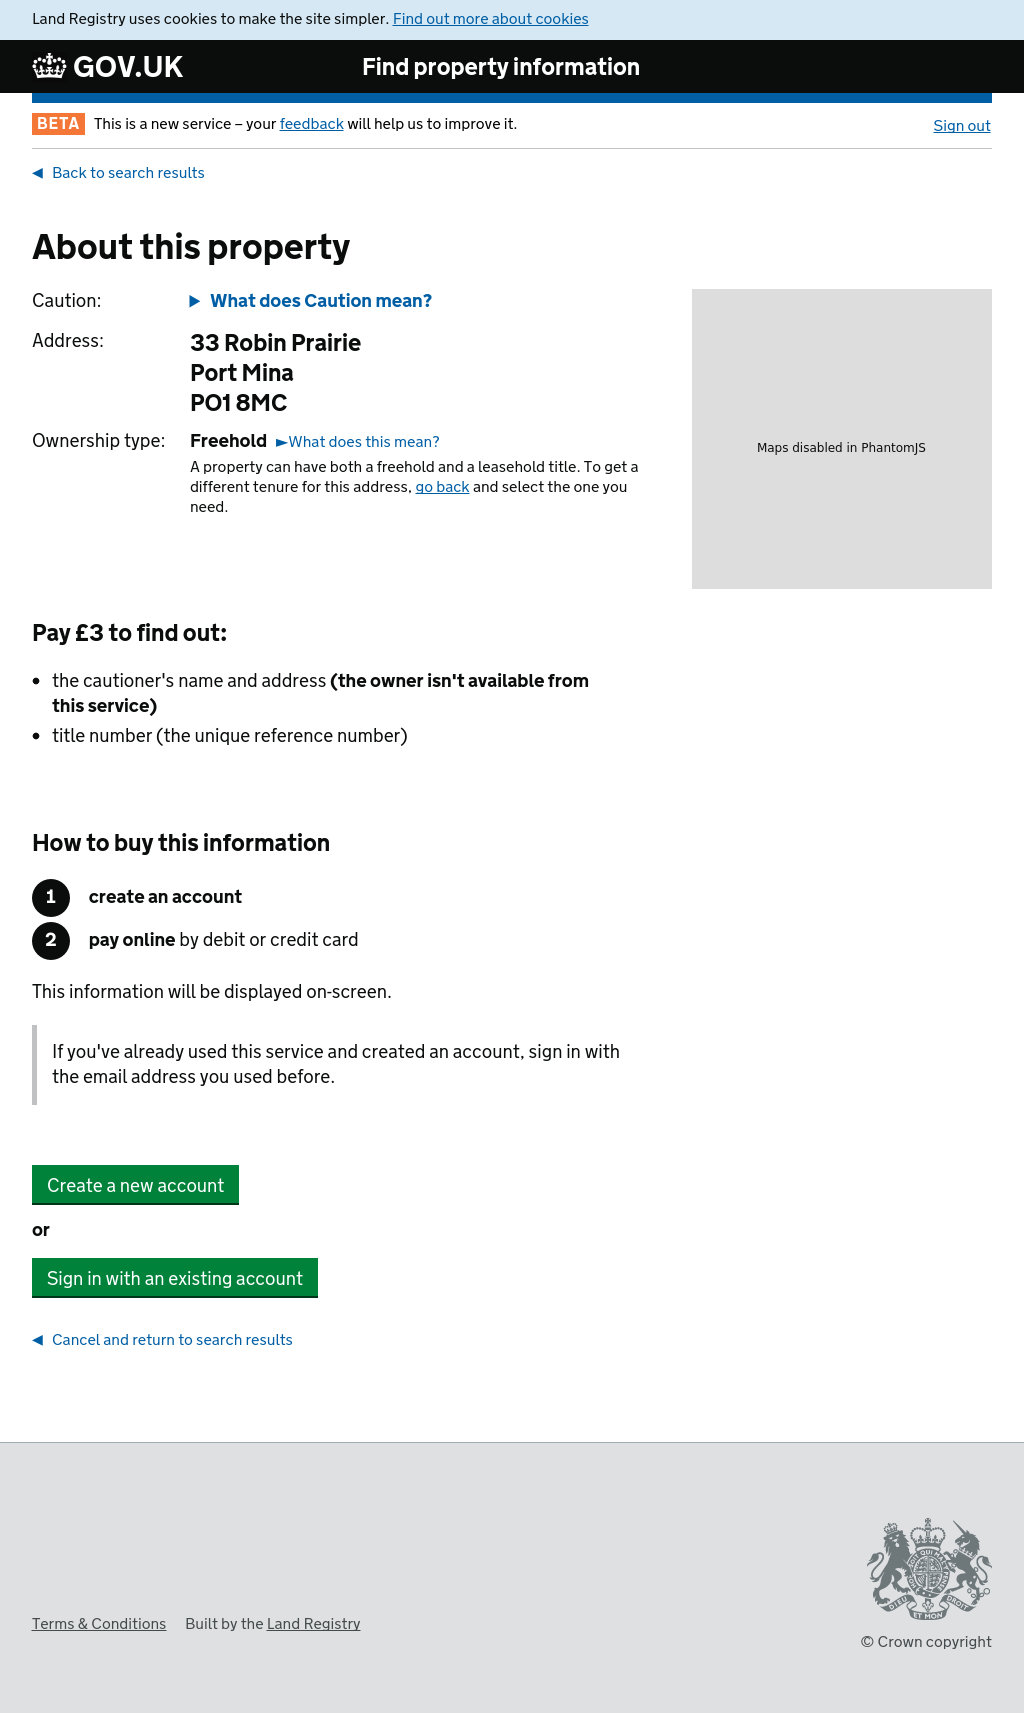 Land Registry uses cookies to make the site simpler. Find out more about cookies
GOV.UK
Find property information
BETA This is a new service – your feedback will help us to improve it.
Sign out
Back to search results
About this property
Caution:
What does Caution mean?
Address:
33 Robin Prairie
Port Mina
PO1 8MC
Ownership type:
Freehold What does this mean?
A property can have both a freehold and a leasehold title. To get a
different tenure for this address, go back and select the one you
need.
Maps disabled in PhantomJS
Pay £3 to find out:
• the cautioner's name and address (the owner isn't available from
this service)
• title number (the unique reference number)
How to buy this information
1 create an account
2 pay online by debit or credit card
This information will be displayed on-screen.
If you've already used this service and created an account, sign in with
the email address you used before.
Create a new account
or
Sign in with an existing account
Cancel and return to search results
Terms & Conditions
Built by the Land Registry
DIEU ET MON DROIT
© Crown copyright